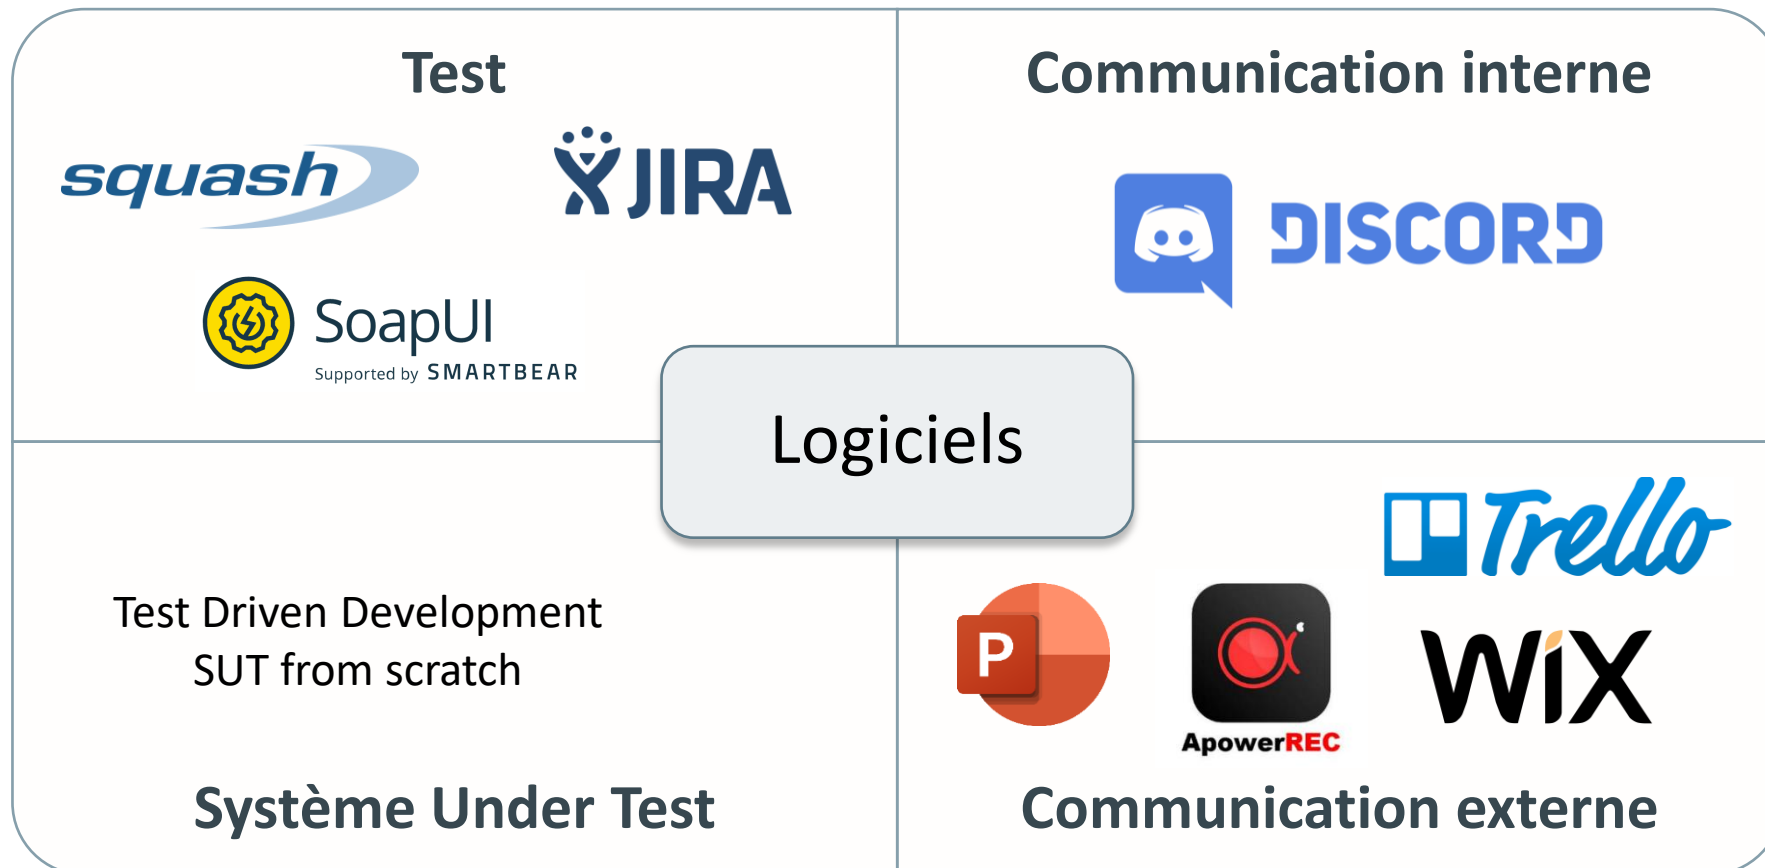 Test
squash
JIRA
SoapUI
Supported by SMARTBEAR
Communication interne
DISCORD
Logiciels
Test Driven Development
SUT from scratch
Système Under Test
Trello
P
ApowerREC
WiX
Communication externe